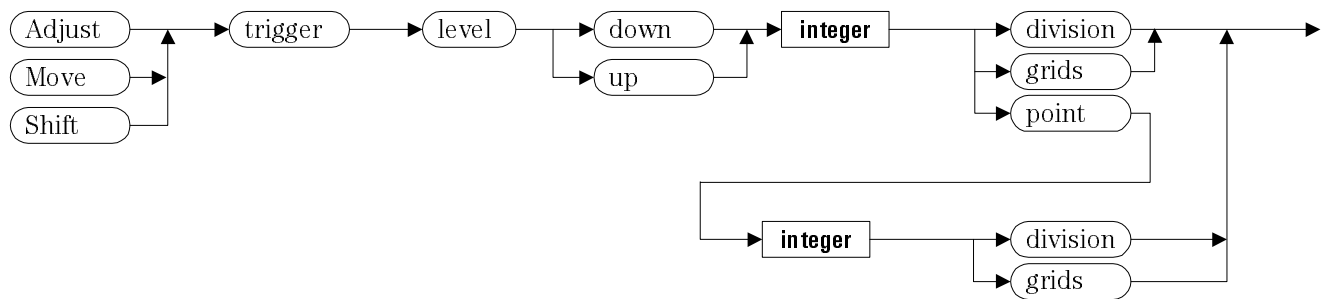 Adjust trigger level down integer division
Move up grids
Shift point
integer division
grids